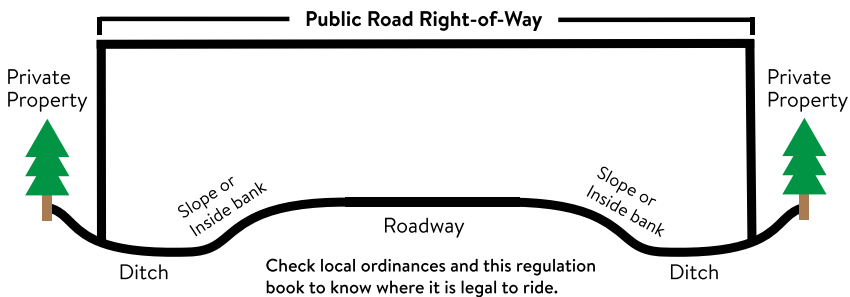 Public Road Right-of-Way
Private
Property
Private
Property
Slope or
Inside bank
Slope or
Inside bank
Roadway
Ditch
Ditch
Check local ordinances and this regulation
book to know where it is legal to ride.